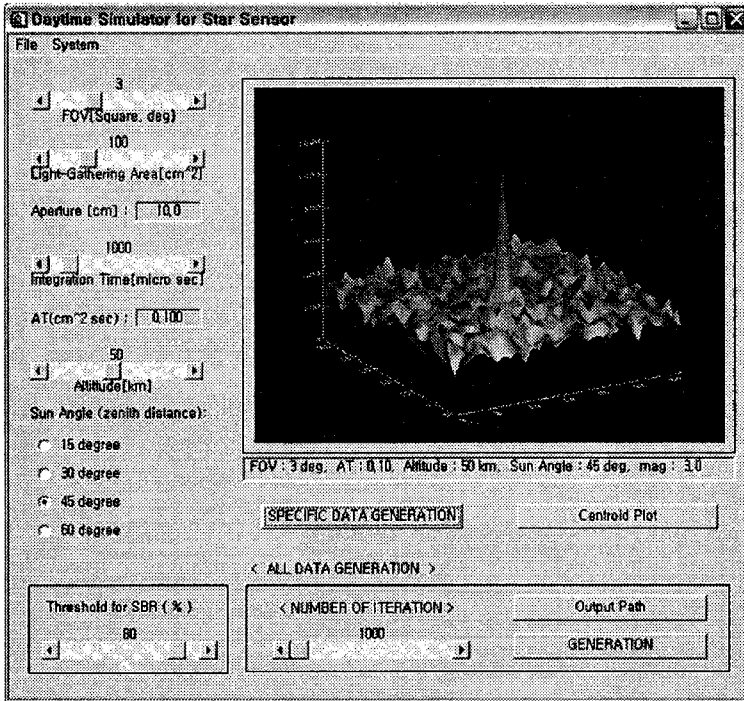 Daytime Simulator for Star Sensor
File System
3
FOV[Square, deg]
100
Light-Gathering Area[cm^2]
Aperture [cm] : 10,0
1000
Integration Time[micro sec]
AT(cm^2 sec) : 0,100
50
Altitude[km]
Sun Angle (zenith distance):
15 degree
30 degree
45 degree
60 degree
FOV : 3 deg, AT : 0,10, Altitude : 50 km, Sun Angle : 45 deg, mag : 3,0
SPECIFIC DATA GENERATION
Centroid Plot
< ALL DATA GENERATION >
Threshold for SBR ( % )
80
< NUMBER OF ITERATION >
1000
Output Path
GENERATION